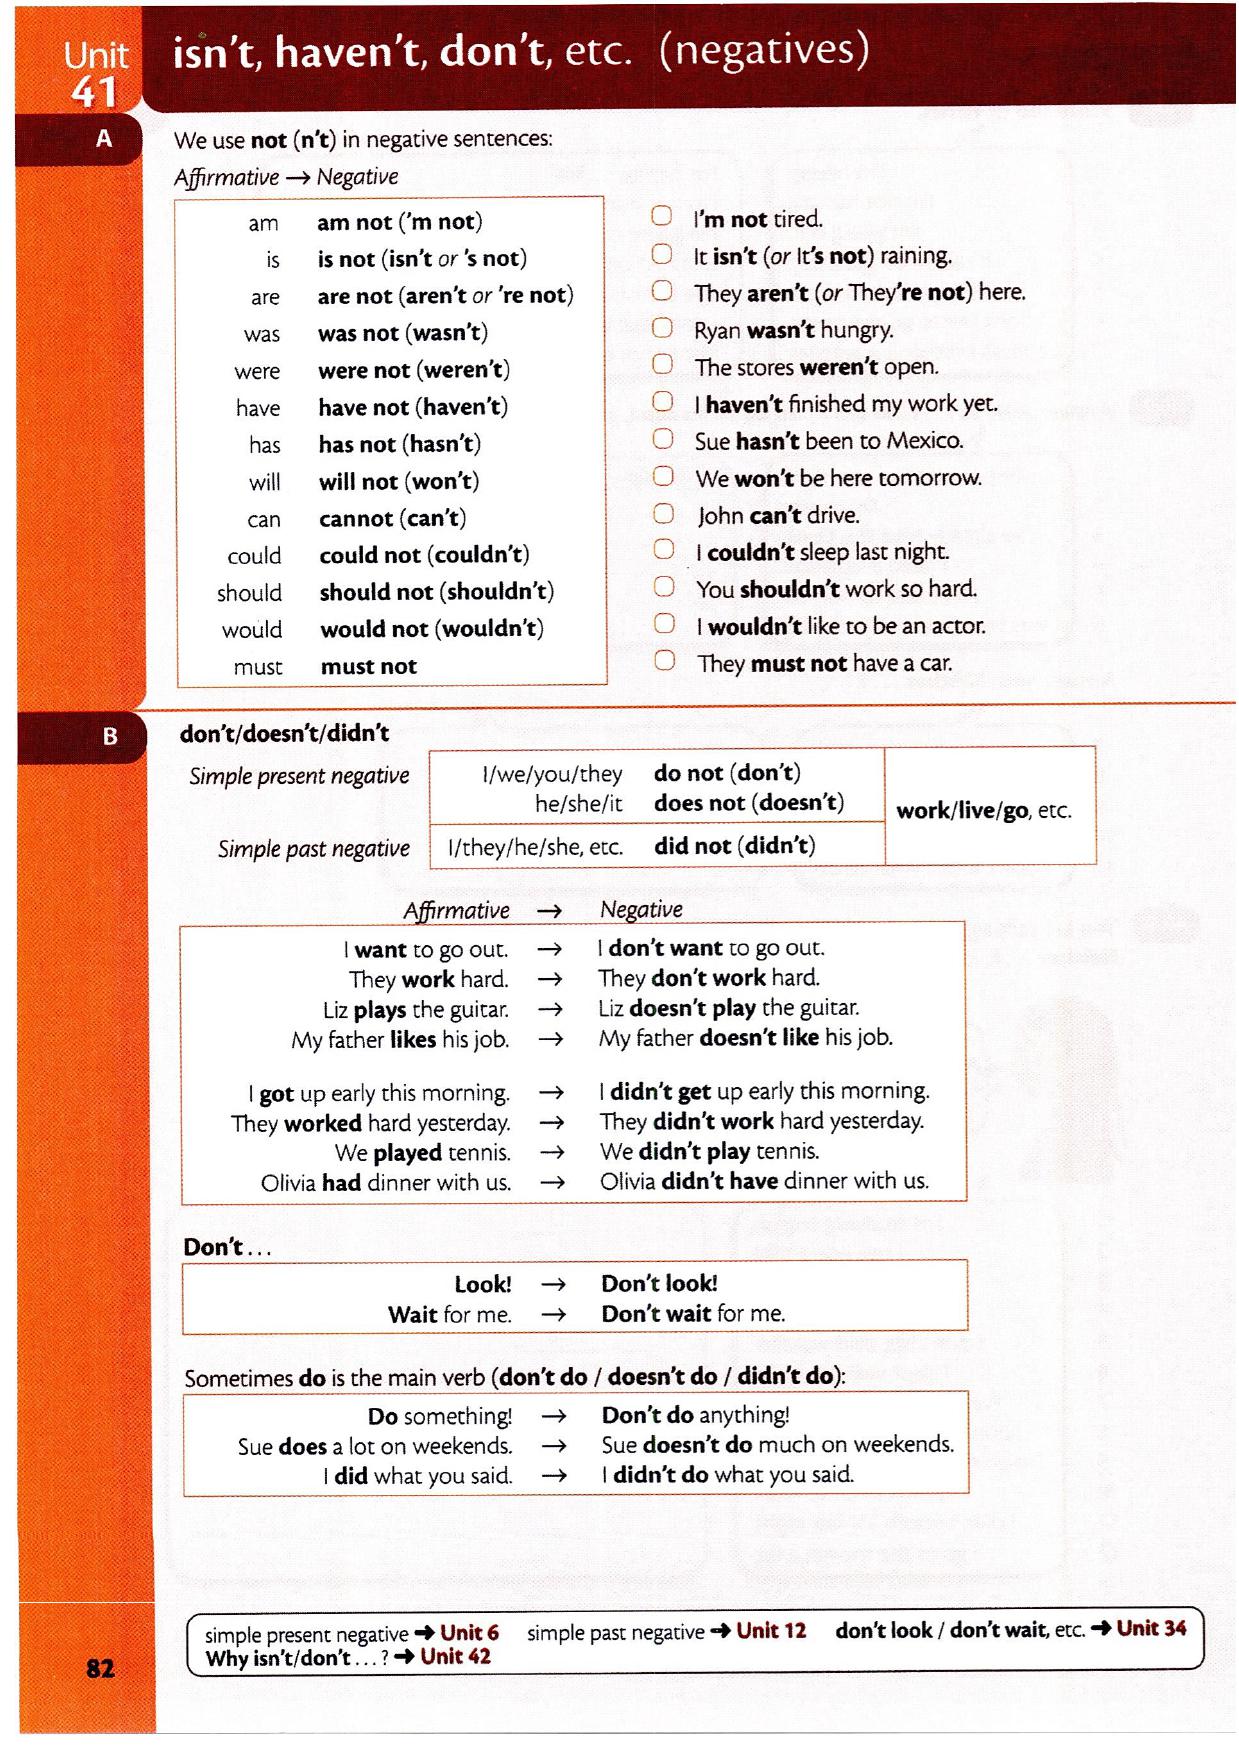 Unit
41
isn't, haven't, don't, etc. (negatives)
A
We use not (n't) in negative sentences:
Affirmative → Negative
am am not ('m not)
is is not (isn't or 's not)
are are not (aren't or 're not)
was was not (wasn't)
were were not (weren't)
have have not (haven't)
has has not (hasn't)
will will not (won't)
can cannot (can't)
could could not (couldn't)
should should not (shouldn't)
would would not (wouldn't)
must must not
I'm not tired.
It isn't (or It's not) raining.
They aren't (or They're not) here.
Ryan wasn't hungry.
The stores weren't open.
I haven't finished my work yet.
Sue hasn't been to Mexico.
We won't be here tomorrow.
John can't drive.
I couldn't sleep last night.
You shouldn't work so hard.
I wouldn't like to be an actor.
They must not have a car.
B
don't/doesn't/didn't
Simple present negative
I/we/you/they do not (don't)
he/she/it does not (doesn't)
work/live/go, etc.
Simple past negative
I/they/he/she, etc. did not (didn't)
Affirmative → Negative
I want to go out. → I don't want to go out.
They work hard. → They don't work hard.
Liz plays the guitar. → Liz doesn't play the guitar.
My father likes his job. → My father doesn't like his job.
I got up early this morning. → I didn't get up early this morning.
They worked hard yesterday. → They didn't work hard yesterday.
We played tennis. → We didn't play tennis.
Olivia had dinner with us. → Olivia didn't have dinner with us.
Don't ...
Look! → Don't look!
Wait for me. → Don't wait for me.
Sometimes do is the main verb (don't do / doesn't do / didn't do):
Do something! → Don't do anything!
Sue does a lot on weekends. → Sue doesn't do much on weekends.
I did what you said. → I didn't do what you said.
simple present negative → Unit 6 simple past negative → Unit 12 don't look / don't wait, etc. → Unit 34
Why isn't/don't ... ? → Unit 42
82